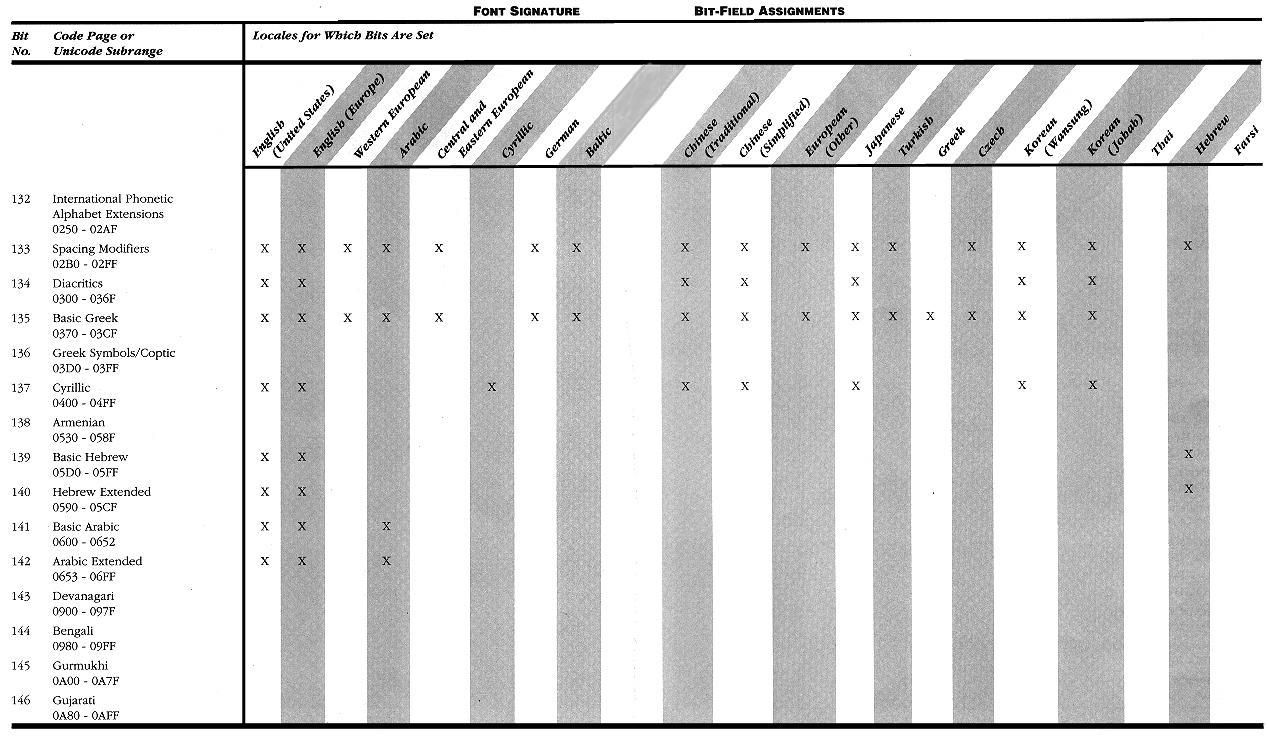 FONT SIGNATURE BIT-FIELD ASSIGNMENTS
Bit Code Page or Locales for Which Bits Are Set
No. Unicode Subrange
English
(United States)
English (Europe)
Western European
Arabic
Central and
Eastern European
Cyrillic
German
Baltic
Chinese
(Traditional)
Chinese
(Simplified)
European
(Other)
Japanese
Turkish
Greek
Czech
Korean
(Wansung)
Korean
(Johab)
Thai
Hebrew
Farsi
132 International Phonetic
Alphabet Extensions
0250 - 02AF
133 Spacing Modifiers X X X X X X X X X X X X X X X X
02B0 - 02FF
134 Diacritics X X X X X X X
0300 - 036F
135 Basic Greek X X X X X X X X X X X X X X X X
0370 - 03CF
136 Greek Symbols/Coptic
03D0 - 03FF
137 Cyrillic X X X X X X X X
0400 - 04FF
138 Armenian
0530 - 058F
139 Basic Hebrew X X X
05D0 - 05FF
140 Hebrew Extended X X X
0590 - 05CF
141 Basic Arabic X X X
0600 - 0652
142 Arabic Extended X X X
0653 - 06FF
143 Devanagari
0900 - 097F
144 Bengali
0980 - 09FF
145 Gurmukhi
0A00 - 0A7F
146 Gujarati
0A80 - 0AFF